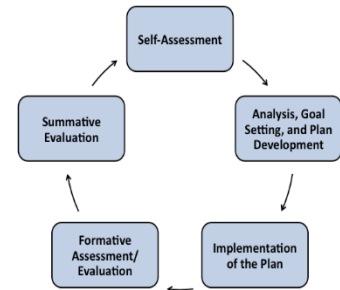 Self-Assessment
Analysis, Goal
Setting, and Plan
Development
Implementation
of the Plan
Formative
Assessment/
Evaluation
Summative
Evaluation